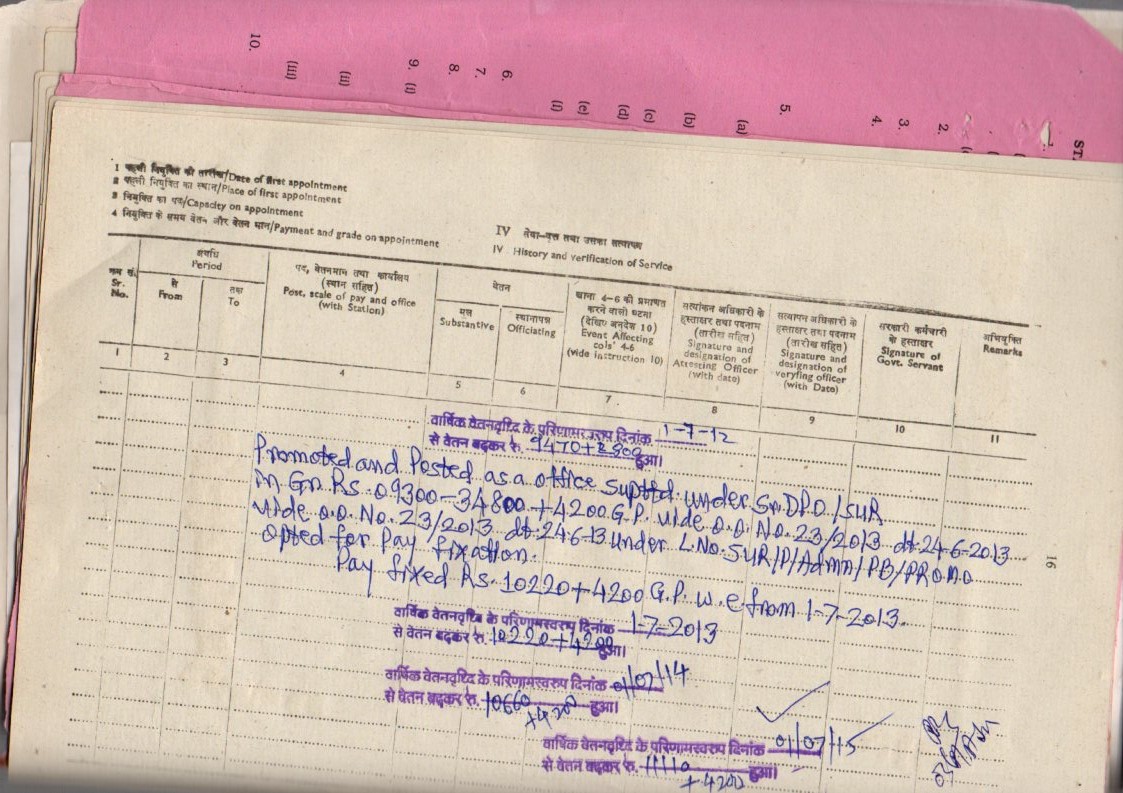 10.
(iii)
(ii)
9. (i)
8.
7.
6.
(f)
(e)
(d)
(c)
(b)
(a)
5.
4.
3.
2.
ST
1 पहली नियुक्ति की तारीख/Date of first appointment
2 पहली नियुक्ति का स्थान/Place of first appointment
3 नियुक्ति का पद/Capacity on appointment
4 नियुक्ति के समय वेतन और वेतन मान/Payment and grade on appointment
IV सेवा-वृत्त तथा उसका सत्यापन
IV History and verification of Service
क्रम सं.
Sr.
No.
अवधि
Period
से
From
तक
To
पद, वेतनमान तथा कार्यालय
(स्थान सहित)
Post, scale of pay and office
(with Station)
वेतन
मूल
Substantive
स्थानापन्न
Officiating
खाना 4-6 की प्रभावित
करने वाली घटना
(देखिए अनदेश 10)
Event Affecting
cols' 4-6
(wide instruction 10)
सत्यांकन अधिकारी के
हस्ताक्षर तथा पदनाम
(तारीख सहित)
Signature and
designation of
Attesting Officer
(with date)
सत्यापन अधिकारी के
हस्ताक्षर तथा पदनाम
(तारीख सहित)
Signature and
designation of
veryfing officer
(with Date)
सरकारी कर्मचारी
के हस्ताक्षर
Signature of
Govt. Servant
अभियुक्ति
Remarks
1 2 3 4 5 6 7 8 9 10 11
वार्षिक वेतनवृध्दि के परिणामस्वरुप दिनांक 1-7-12
से वेतन बढ़कर रु. 9470+2800 हुआ।
Promoted and Posted as a office Supttd. under Sr.DPO/SUR
in Gr. Rs. 09300-34800+4200 G.P. vide O.O. No. 23/2013 dt. 24-6-2013
vide O.O. No. 23/2013 dt. 24-6-13 under L.No. SUR/P/Admn/PB/PROMO
Opted for Pay fixation.
Pay fixed Rs. 10220+4200 G.P. w.e from 1-7-2013.
वार्षिक वेतनवृध्दि के परिणामस्वरुप दिनांक 1-7-2013
से वेतन बढ़कर रु. 10220+4200 हुआ।
वार्षिक वेतनवृध्दि के परिणामस्वरुप दिनांक 01/07/14
से वेतन बढ़कर रु. 10660 हुआ।
+4200
वार्षिक वेतनवृध्दि के परिणामस्वरुप दिनांक 01/07/15
से वेतन बढ़कर रु. 11110 हुआ।
+4200
16